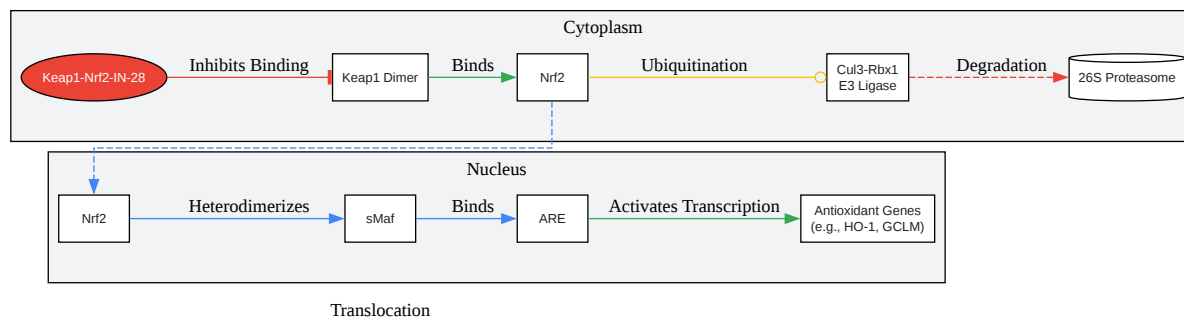 Cytoplasm
Keap1-Nrf2-IN-28
Inhibits Binding
Keap1 Dimer
Binds
Nrf2
Ubiquitination
Cul3-Rbx1
E3 Ligase
Degradation
26S Proteasome
Nucleus
Nrf2
Heterodimerizes
sMaf
Binds
ARE
Activates Transcription
Antioxidant Genes
(e.g., HO-1, GCLM)
Translocation